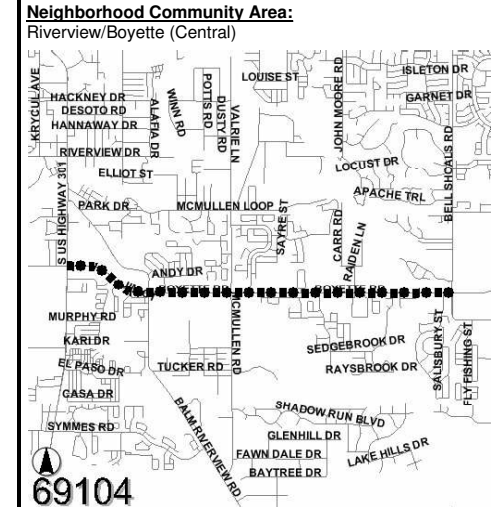 Neighborhood Community Area:
Riverview/Boyette (Central)
KRYCUL AVE
HACKNEY DR
DESOTO RD
HANNAWAY DR
RIVERVIEW DR
ELLIOT ST
PARK DR
ALAFIA DR
WINN RD
POTTS RD
DUSTY RD
VALRIE LN
LOUISE ST
JOHN MOORE RD
ISLETON DR
GARNET DR
LOCUST DR
APACHE TRL
BELL SHOALS RD
S US HIGHWAY 301
MCMULLEN LOOP
SAYRE ST
CARR RD
RAIDEN LN
ANDY DR
BOYETTE RD
BOYETTE RD
MURPHY RD
KARI DR
EL PASO DR
CASA DR
SYMMES RD
TUCKER RD
MCMULLEN RD
BALM RIVERVIEW RD
SEDGEBROOK DR
RAYSBROOK DR
SALISBURY ST
FLY FISHING ST
SHADOW RUN BLVD
GLENHILL DR
FAWN DALE DR
BAYTREE DR
LAKE HILLS DR
69104